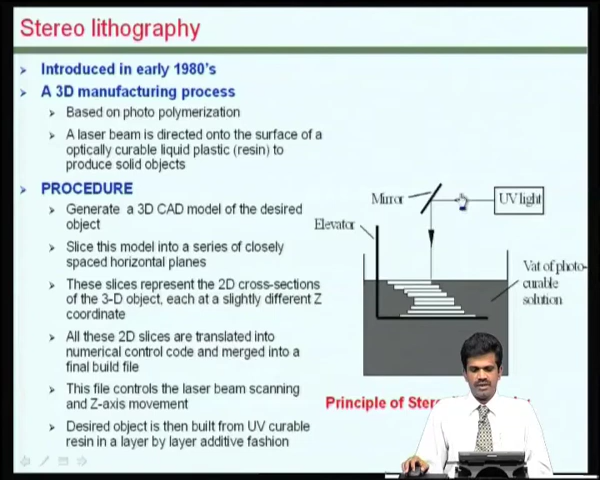 Stereo lithography
Introduced in early 1980's
A 3D manufacturing process
Based on photo polymerization
A laser beam is directed onto the surface of a
optically curable liquid plastic (resin) to
produce solid objects
PROCEDURE
Generate a 3D CAD model of the desired
object
Slice this model into a series of closely
spaced horizontal planes
These slices represent the 2D cross-sections
of the 3-D object, each at a slightly different Z
coordinate
All these 2D slices are translated into
numerical control code and merged into a
final build file
This file controls the laser beam scanning
and Z-axis movement
Desired object is then built from UV curable
resin in a layer by layer additive fashion
Mirror
UV light
Elevator
Vat of photo-
curable
solution
Principle of